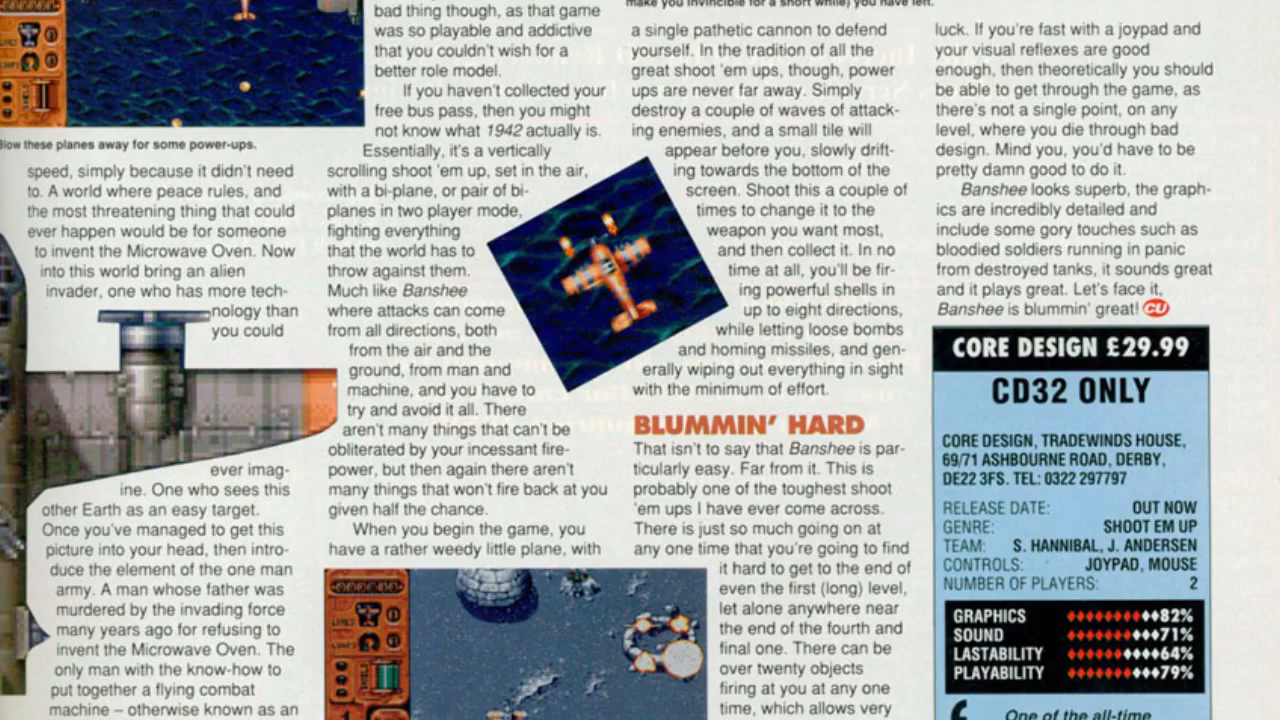 Blow these planes away for some power-ups.
speed, simply because it didn't need
to. A world where peace rules, and
the most threatening thing that could
ever happen would be for someone
to invent the Microwave Oven. Now
into this world bring an alien
invader, one who has more tech-
nology than
you could
ever imag-
ine. One who sees this
other Earth as an easy target.
Once you've managed to get this
picture into your head, then intro-
duce the element of the one man
army. A man whose father was
murdered by the invading force
many years ago for refusing to
invent the Microwave Oven. The
only man with the know-how to
put together a flying combat
machine – otherwise known as an
bad thing though, as that game
was so playable and addictive
that you couldn't wish for a
better role model.
If you haven't collected your
free bus pass, then you might
not know what 1942 actually is.
Essentially, it's a vertically
scrolling shoot 'em up, set in the air,
with a bi-plane, or pair of bi-
planes in two player mode,
fighting everything
that the world has to
throw against them.
Much like Banshee
where attacks can come
from all directions, both
from the air and the
ground, from man and
machine, and you have to
try and avoid it all. There
aren't many things that can't be
obliterated by your incessant fire-
power, but then again there aren't
many things that won't fire back at you
given half the chance.
When you begin the game, you
have a rather weedy little plane, with
make you invincible for a short while) you have left.
a single pathetic cannon to defend
yourself. In the tradition of all the
great shoot 'em ups, though, power
ups are never far away. Simply
destroy a couple of waves of attack-
ing enemies, and a small tile will
appear before you, slowly drift-
ing towards the bottom of the
screen. Shoot this a couple of
times to change it to the
weapon you want most,
and then collect it. In no
time at all, you'll be fir-
ing powerful shells in
up to eight directions,
while letting loose bombs
and homing missiles, and gen-
erally wiping out everything in sight
with the minimum of effort.
BLUMMIN' HARD
That isn't to say that Banshee is par-
ticularly easy. Far from it. This is
probably one of the toughest shoot
'em ups I have ever come across.
There is just so much going on at
any one time that you're going to find
it hard to get to the end of
even the first (long) level,
let alone anywhere near
the end of the fourth and
final one. There can be
over twenty objects
firing at you at any one
time, which allows very
luck. If you're fast with a joypad and
your visual reflexes are good
enough, then theoretically you should
be able to get through the game, as
there's not a single point, on any
level, where you die through bad
design. Mind you, you'd have to be
pretty damn good to do it.
Banshee looks superb, the graph-
ics are incredibly detailed and
include some gory touches such as
bloodied soldiers running in panic
from destroyed tanks, it sounds great
and it plays great. Let's face it,
Banshee is blummin' great! CU
CORE DESIGN £29.99
CD32 ONLY
CORE DESIGN, TRADEWINDS HOUSE,
69/71 ASHBOURNE ROAD, DERBY,
DE22 3FS. TEL: 0322 297797
RELEASE DATE: OUT NOW
GENRE: SHOOT EM UP
TEAM: S. HANNIBAL, J. ANDERSEN
CONTROLS: JOYPAD, MOUSE
NUMBER OF PLAYERS: 2
GRAPHICS 82%
SOUND 71%
LASTABILITY 64%
PLAYABILITY 79%
One of the all-time